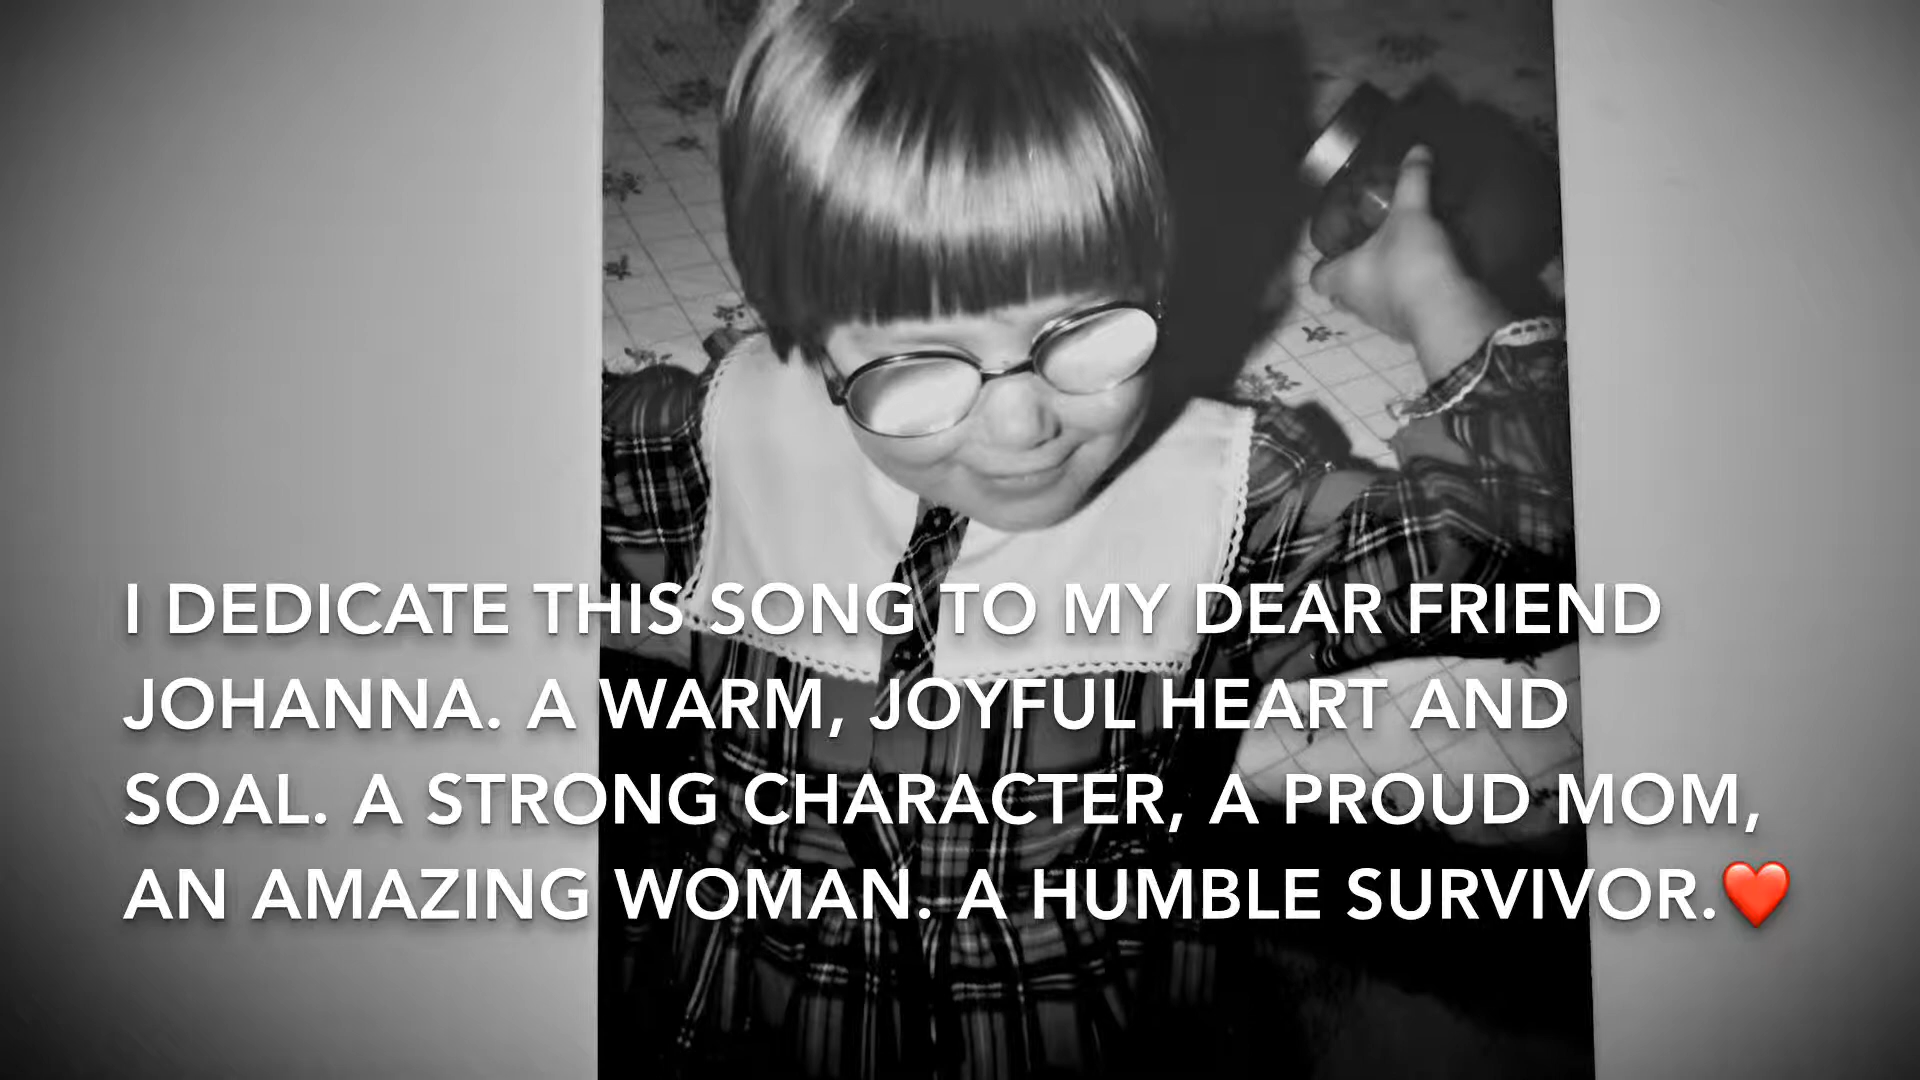 I DEDICATE THIS SONG TO MY DEAR FRIEND
JOHANNA. A WARM, JOYFUL HEART AND
SOAL. A STRONG CHARACTER, A PROUD MOM,
AN AMAZING WOMAN. A HUMBLE SURVIVOR.❤️